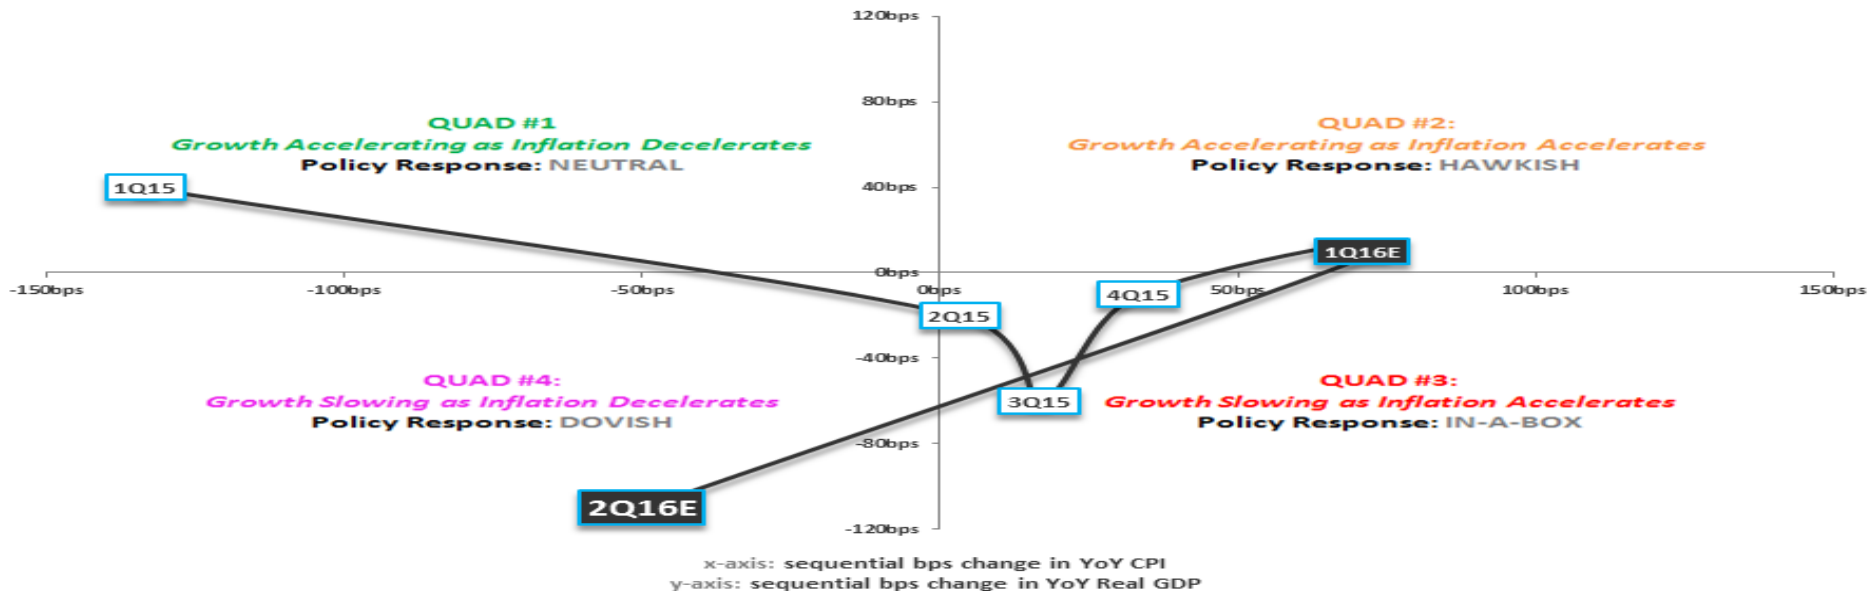 120bps
80bps
QUAD #1
Growth Accelerating as Inflation Decelerates
Policy Response: NEUTRAL
QUAD #2:
Growth Accelerating as Inflation Accelerates
Policy Response: HAWKISH
1Q15
40bps
1Q16E
0bps
-150bps
-100bps
-50bps
0bps
50bps
100bps
150bps
4Q15
2Q15
-40bps
QUAD #4:
Growth Slowing as Inflation Decelerates
Policy Response: DOVISH
3Q15
QUAD #3:
Growth Slowing as Inflation Accelerates
Policy Response: IN-A-BOX
-80bps
2Q16E
-120bps
x-axis: sequential bps change in YoY CPI
y-axis: sequential bps change in YoY Real GDP